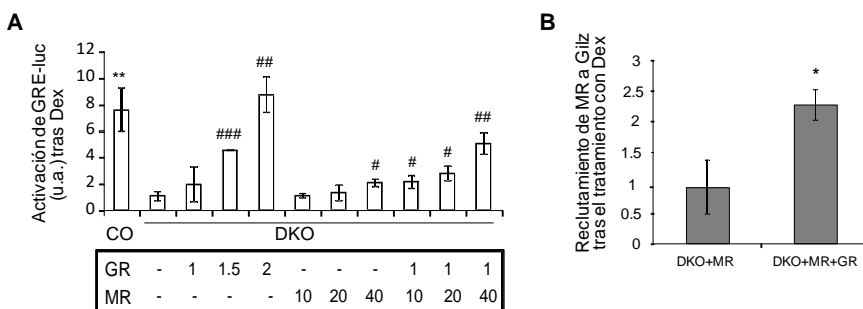 A
Activación de GRE-luc
(u.a.) tras Dex
12
10
8
6
4
2
0
**
###
##
#
#
#
##
CO
DKO
GR - 1 1.5 2 - - - 1 1 1
MR - - - - 10 20 40 10 20 40
B
Reclutamiento de MR a Gilz
tras el tratamiento con Dex
3
2.5
2
1.5
1
0.5
0
*
DKO+MR
DKO+MR+GR